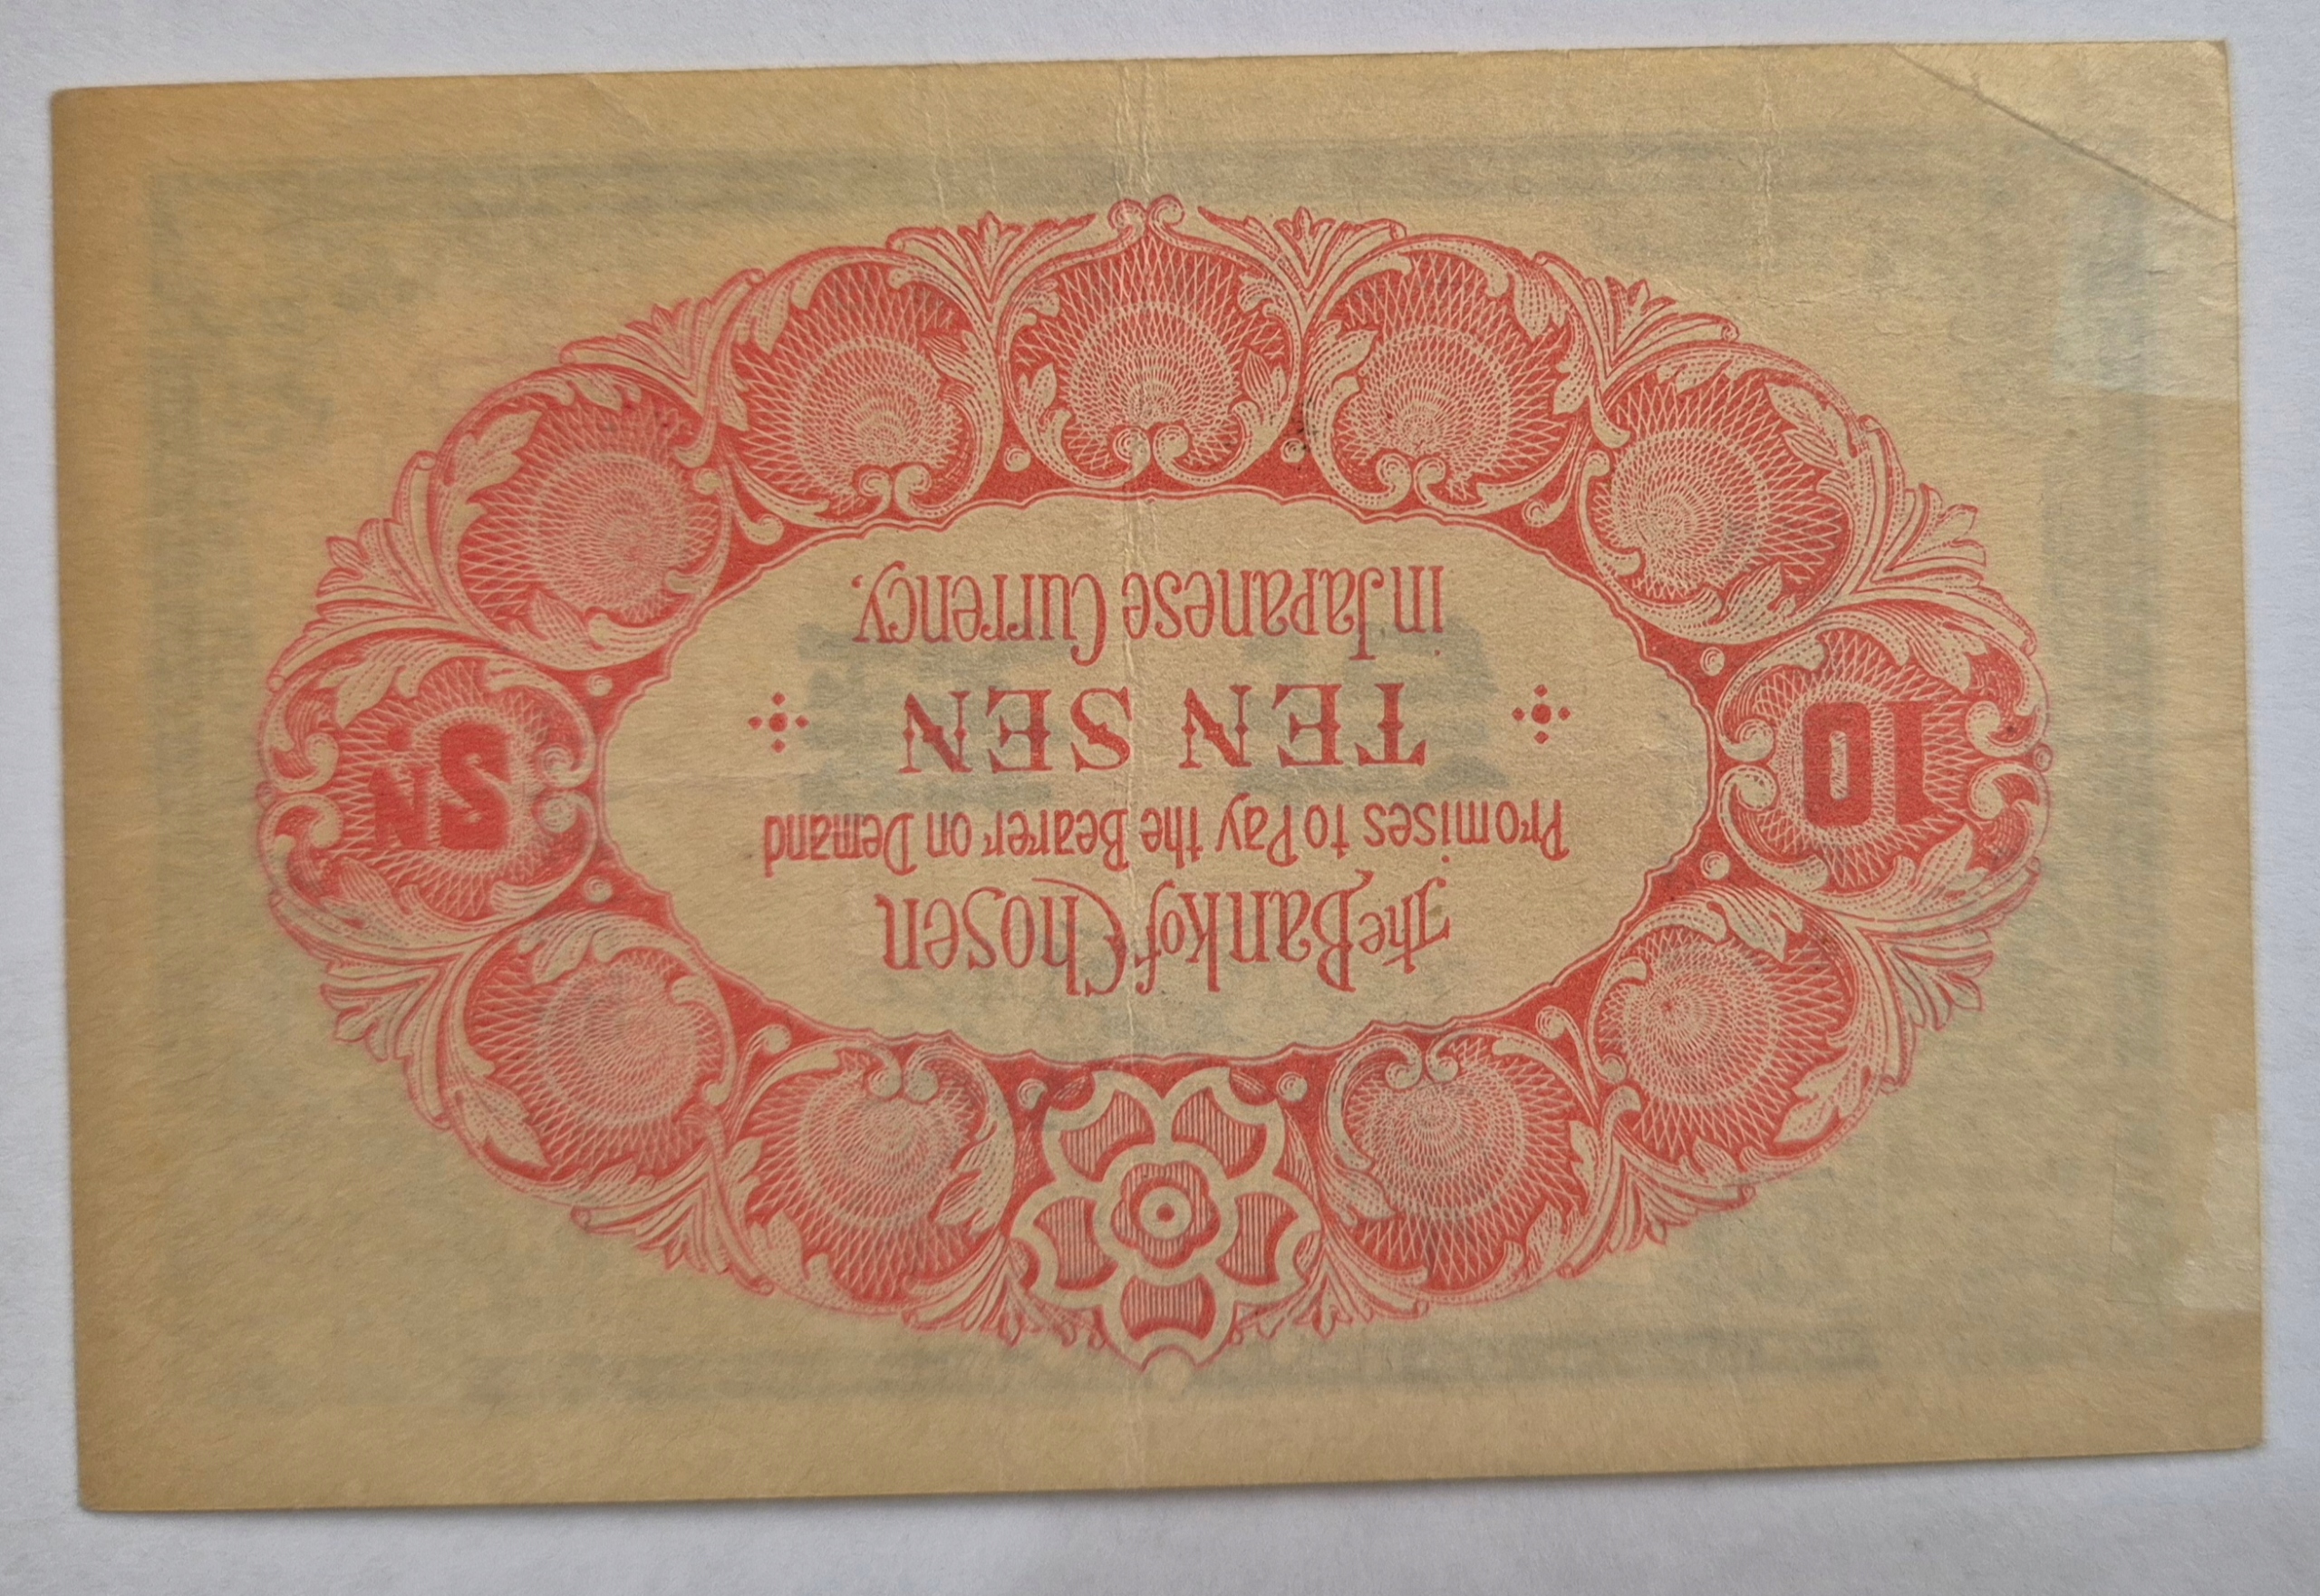 The Bank of Chosen
Promises to Pay the Bearer on Demand
10
TEN SEN
SN.
in Japanese Currency.